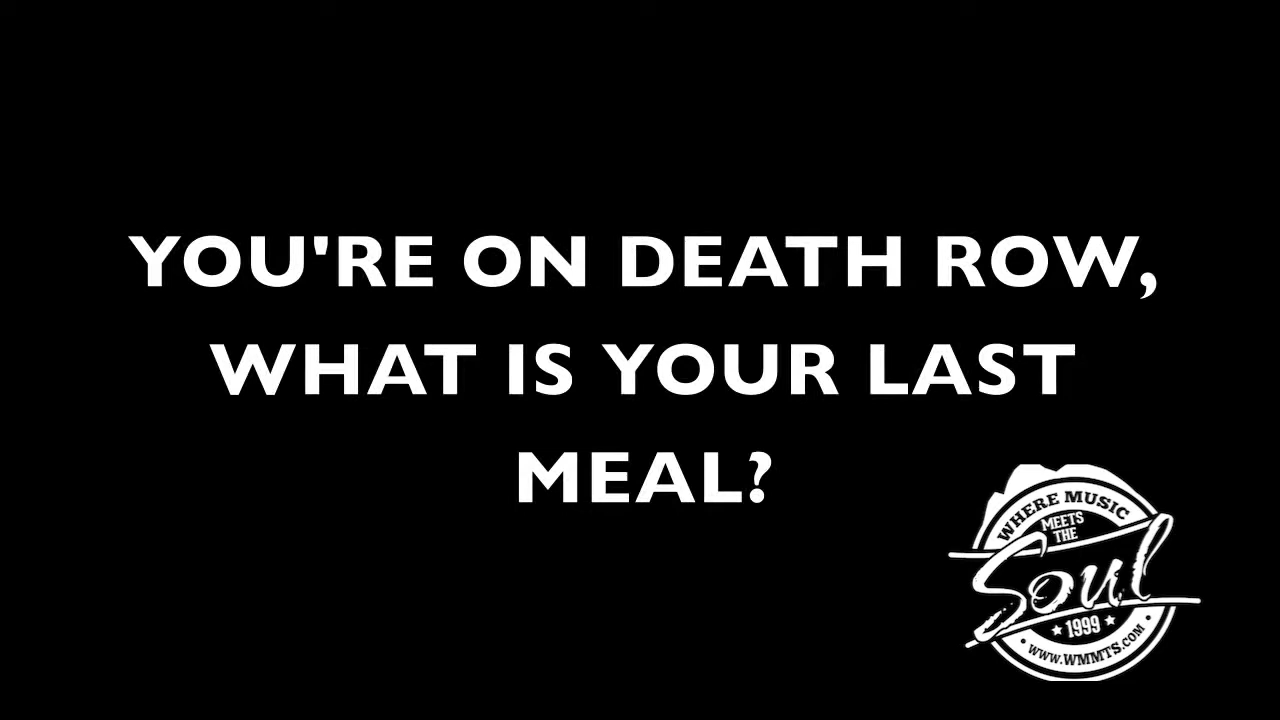 YOU'RE ON DEATH ROW,
WHAT IS YOUR LAST
MEAL?
WHERE MUSIC
MEETS
THE
Soul
1999
WWW.WMMTS.COM